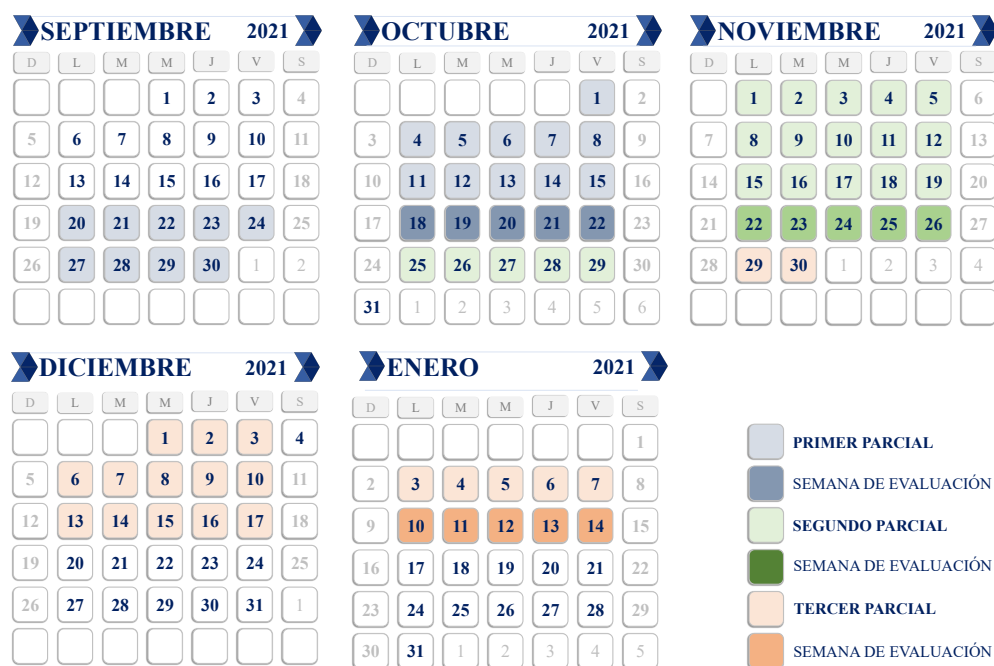 SEPTIEMBRE 2021
D L M M J V S
1 2 3 4
5 6 7 8 9 10 11
12 13 14 15 16 17 18
19 20 21 22 23 24 25
26 27 28 29 30 1 2
OCTUBRE 2021
D L M M J V S
1 2
3 4 5 6 7 8 9
10 11 12 13 14 15 16
17 18 19 20 21 22 23
24 25 26 27 28 29 30
31 1 2 3 4 5 6
NOVIEMBRE 2021
D L M M J V S
1 2 3 4 5 6
7 8 9 10 11 12 13
14 15 16 17 18 19 20
21 22 23 24 25 26 27
28 29 30 1 2 3 4
DICIEMBRE 2021
D L M M J V S
1 2 3 4
5 6 7 8 9 10 11
12 13 14 15 16 17 18
19 20 21 22 23 24 25
26 27 28 29 30 31 1
ENERO 2021
D L M M J V S
1
2 3 4 5 6 7 8
9 10 11 12 13 14 15
16 17 18 19 20 21 22
23 24 25 26 27 28 29
30 31 1 2 3 4 5
PRIMER PARCIAL
SEMANA DE EVALUACIÓN
SEGUNDO PARCIAL
SEMANA DE EVALUACIÓN
TERCER PARCIAL
SEMANA DE EVALUACIÓN